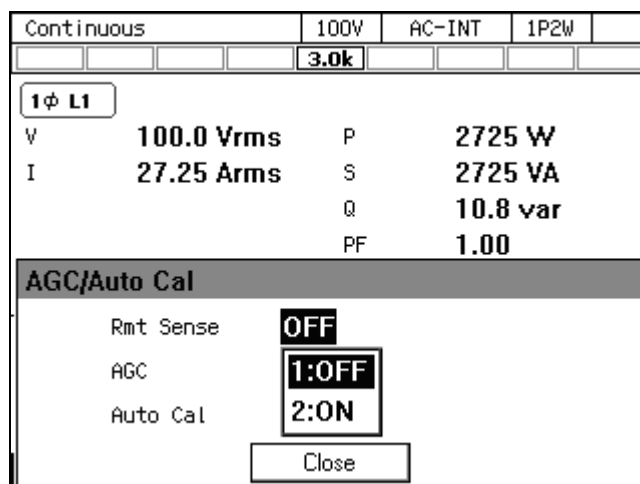 Continuous 100V AC-INT 1P2W
3.0k
1ϕ L1
V 100.0 Vrms P 2725 W
I 27.25 Arms S 2725 VA
Q 10.8 var
PF 1.00
AGC/Auto Cal
Rmt Sense OFF
AGC 1:OFF
Auto Cal 2:ON
Close